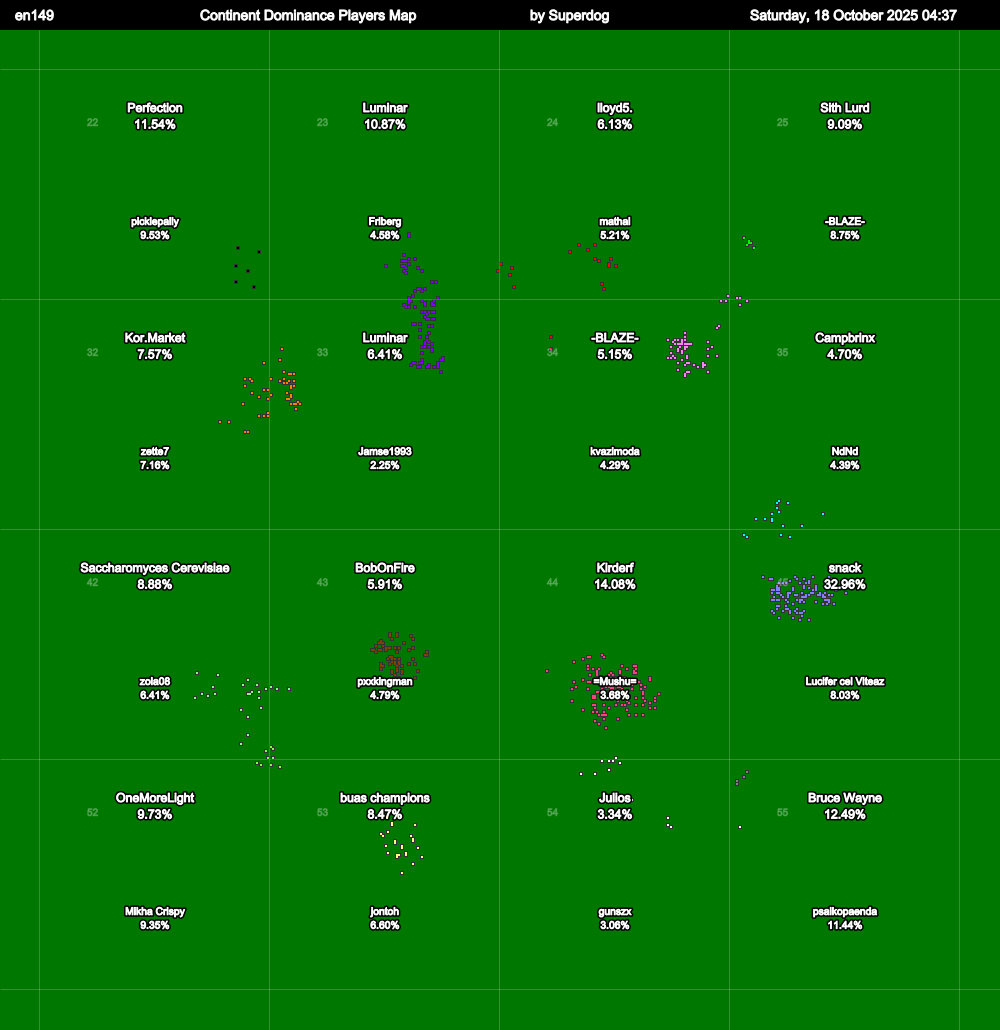 en149 Continent Dominance Players Map by Superdog Saturday, 18 October 2025 04:37
Perfection Luminar lloyd5. Sith Lurd
22 11.54% 23 10.87% 24 6.13% 25 9.09%
picklepally Friberg mathai -BLAZE-
9.53% 4.58% 5.21% 8.75%
Kor.Market Luminar -BLAZE- Campbrinx
32 7.57% 33 6.41% 34 5.15% 35 4.70%
zette7 Jamse1993 kvazimoda NdNd
7.16% 2.25% 4.29% 4.39%
Saccharomyces Cerevisiae BobOnFire Kirderf snack
42 8.88% 43 5.91% 44 14.08% 32.96%
zola08 pxxkingman =Mushu= Lucifer cel Viteaz
6.41% 4.79% 3.68% 8.03%
OneMoreLight buas champions Julios. Bruce Wayne
52 9.73% 53 8.47% 54 3.34% 55 12.49%
Mikha Crispy jontoh gunszx psaikopaenda
9.35% 6.60% 3.06% 11.44%